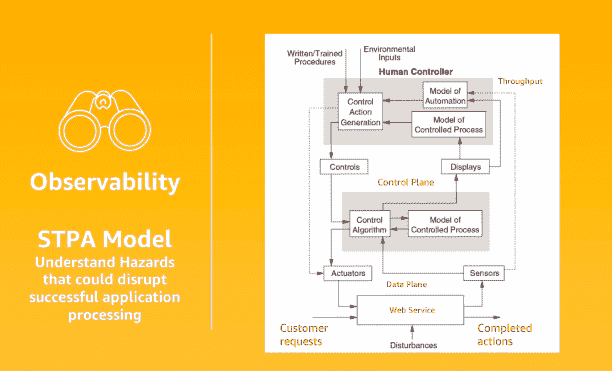 Observability
STPA Model
Understand Hazards
that could disrupt
successful application
processing
Written/Trained
Procedures
Environmental
Inputs
Human Controller
Throughput
Control
Action
Generation
Model of
Automation
Model of
Controlled Process
Controls
Displays
Control Plane
Control
Algorithm
Model of
Controlled Process
Actuators
Sensors
Data Plane
Web Service
Customer
requests
Completed
actions
Disturbances